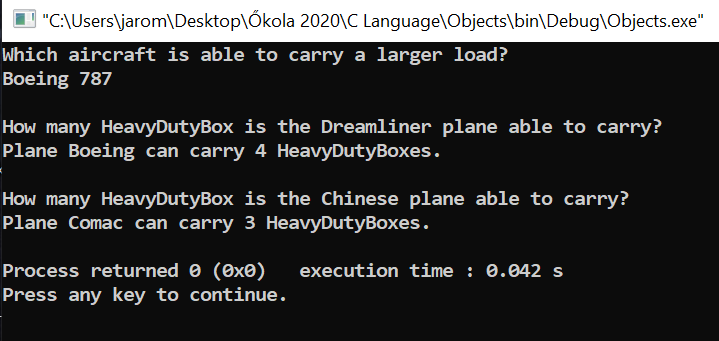 "C:\Users\jarom\Desktop\Őkola 2020\C Language\Objects\bin\Debug\Objects.exe"
Which aircraft is able to carry a larger load?
Boeing 787
How many HeavyDutyBox is the Dreamliner plane able to carry?
Plane Boeing can carry 4 HeavyDutyBoxes.
How many HeavyDutyBox is the Chinese plane able to carry?
Plane Comac can carry 3 HeavyDutyBoxes.
Process returned 0 (0x0)   execution time : 0.042 s
Press any key to continue.